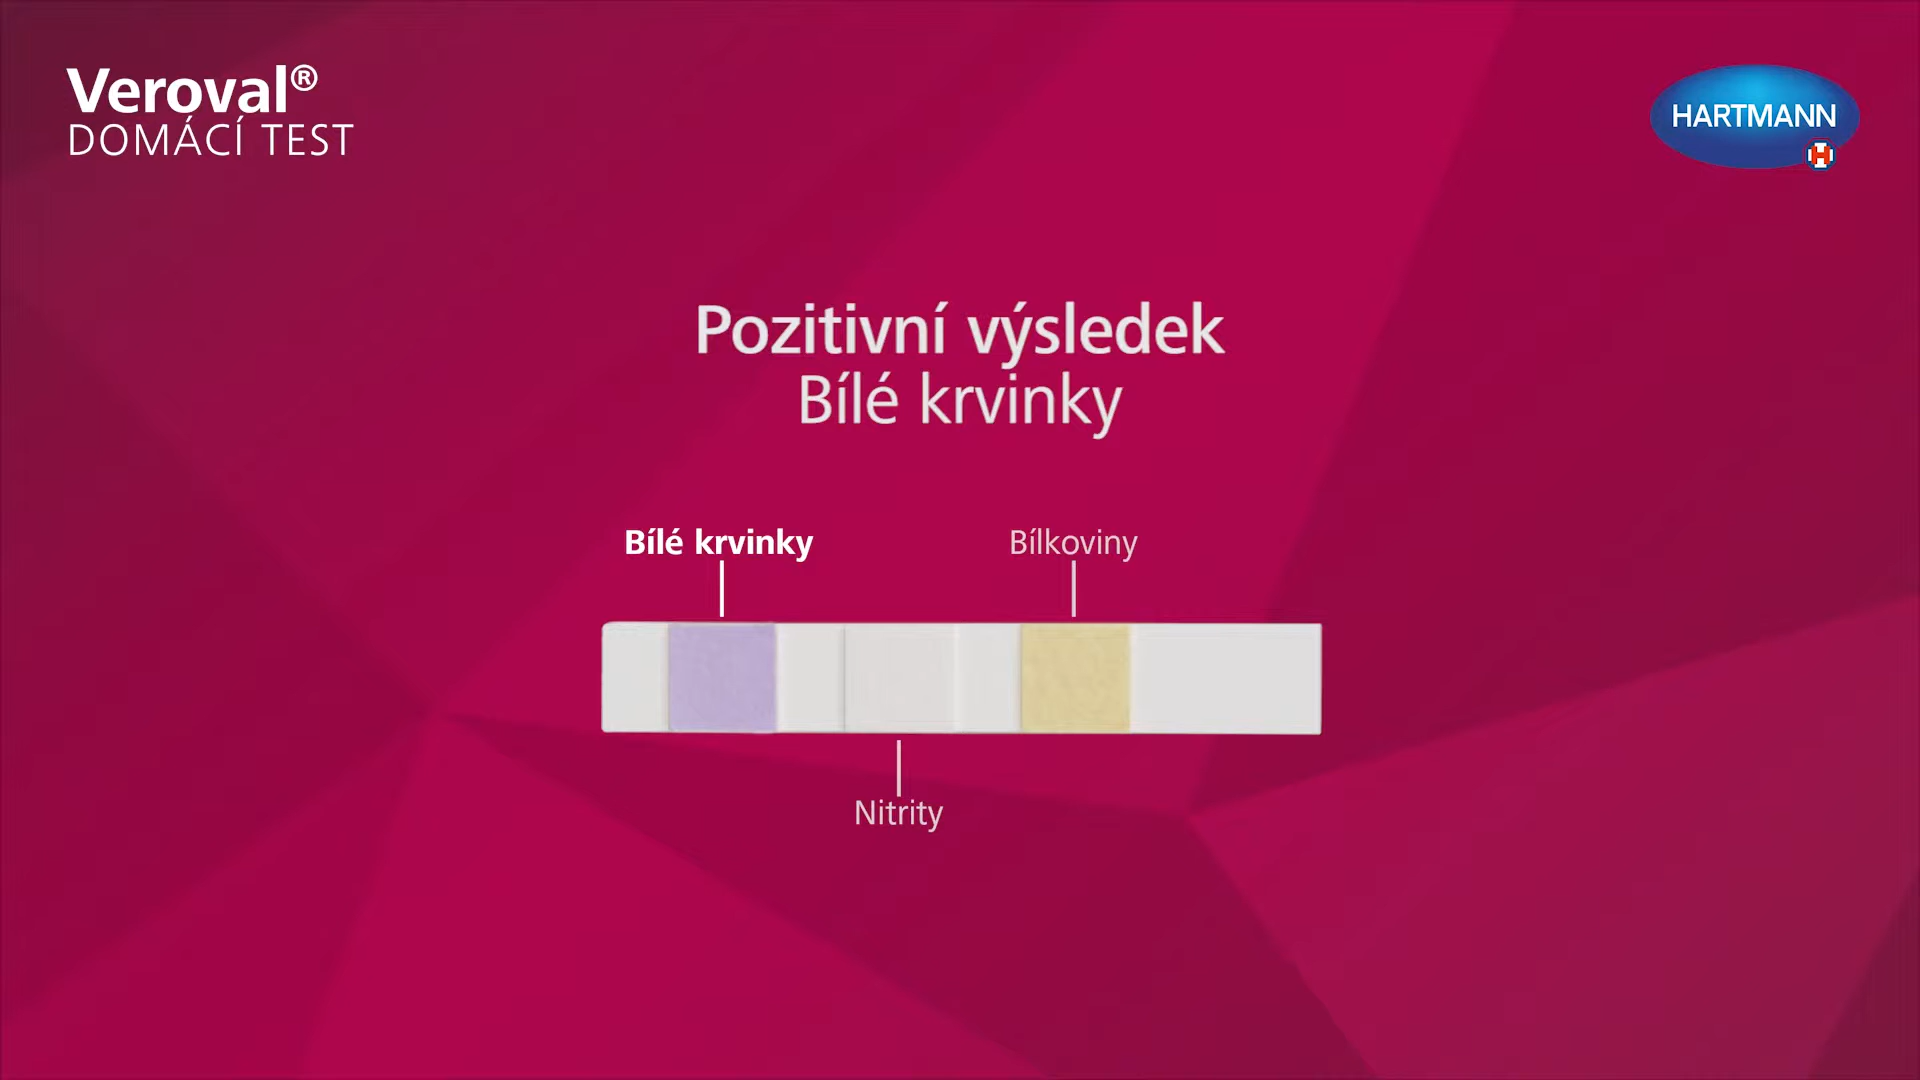 Veroval®
DOMÁCÍ TEST
HARTMANN
H
Pozitivní výsledek
Bílé krvinky
Bílé krvinky
Bílkoviny
Nitrity